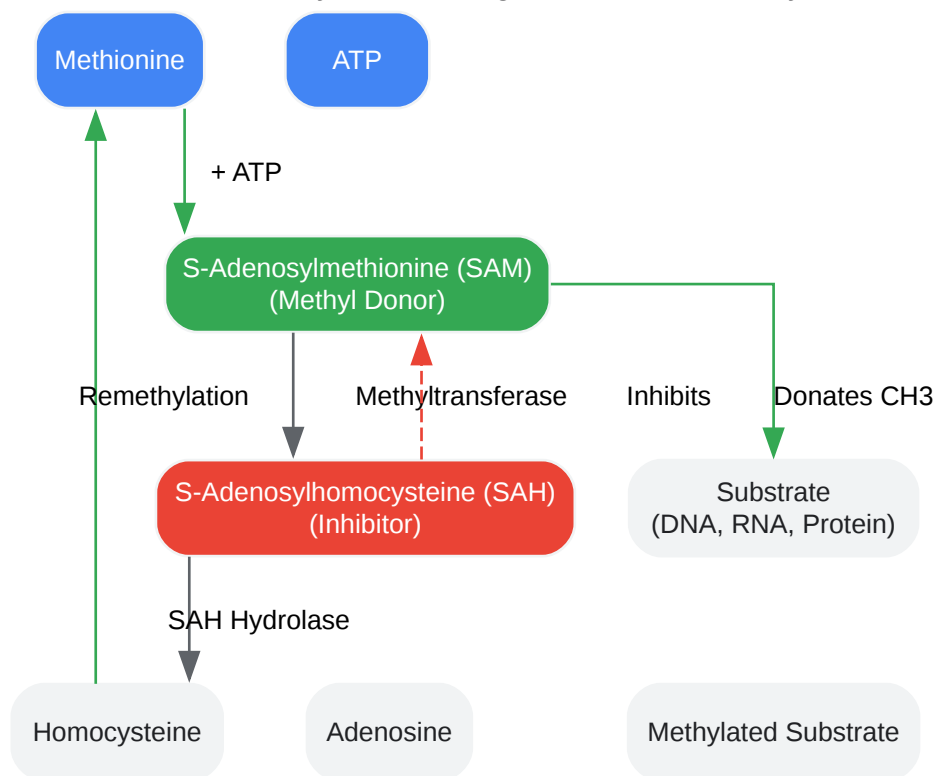 Methionine
ATP
+ ATP
S-Adenosylmethionine (SAM)
(Methyl Donor)
Remethylation
Methyltransferase
Inhibits
Donates CH3
S-Adenosylhomocysteine (SAH)
(Inhibitor)
Substrate
(DNA, RNA, Protein)
SAH Hydrolase
Homocysteine
Adenosine
Methylated Substrate